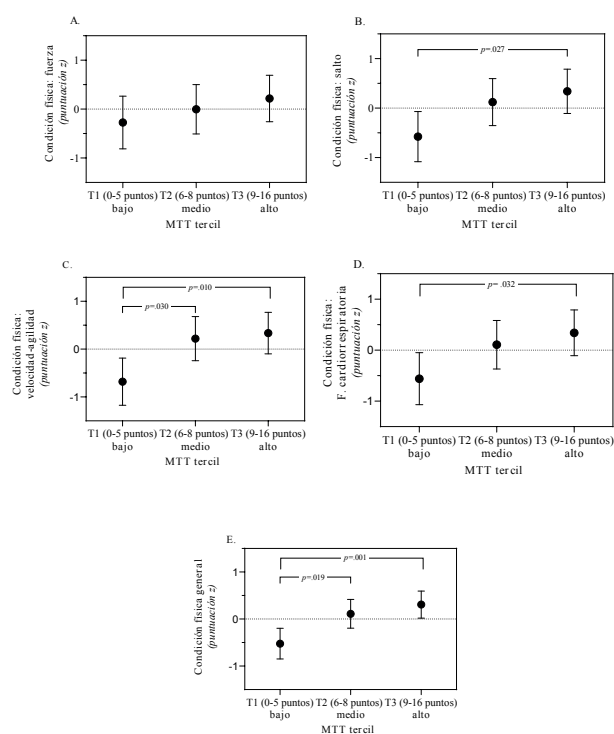 A.
Condición física: fuerza
(puntuación z)
1
0
-1
T1 (0-5 puntos) T2 (6-8 puntos) T3 (9-16 puntos)
bajo medio alto
MTT tercil
B.
Condición física: salto
(puntuación z)
1
0
-1
p=.027
T1 (0-5 puntos) T2 (6-8 puntos) T3 (9-16 puntos)
bajo medio alto
MTT tercil
C.
Condición física:
velocidad-agilidad
(puntuación z)
1
0
-1
p=.010
p=.030
T1 (0-5 puntos) T2 (6-8 puntos) T3 (9-16 puntos)
bajo medio alto
MTT tercil
D.
Condición física:
F. cardiorrespiratoria
(puntuación z)
1
0
-1
p= .032
T1 (0-5 puntos) T2 (6-8 puntos) T3 (9-16 puntos)
bajo medio alto
MTT tercil
E.
Condición física general
(puntuación z)
1
0
-1
p=.001
p=.019
T1 (0-5 puntos) T2 (6-8 puntos) T3 (9-16 puntos)
bajo medio alto
MTT tercil